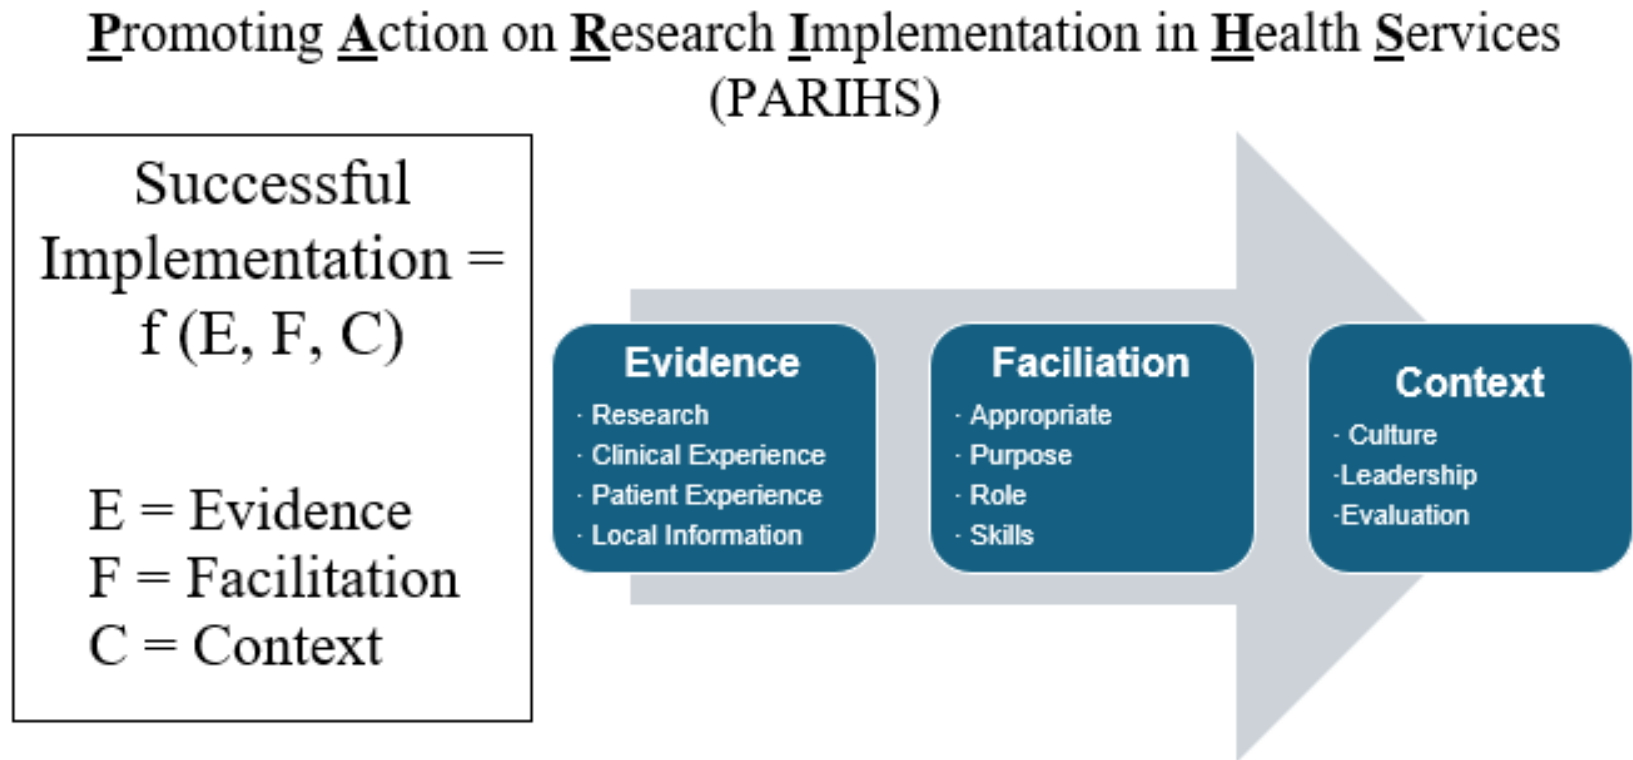 Promoting Action on Research Implementation in Health Services
(PARIHS)
Successful
Implementation =
f (E, F, C)
E = Evidence
F = Facilitation
C = Context
Evidence
· Research
· Clinical Experience
· Patient Experience
· Local Information
Faciliation
· Appropriate
· Purpose
· Role
· Skills
Context
· Culture
·Leadership
·Evaluation